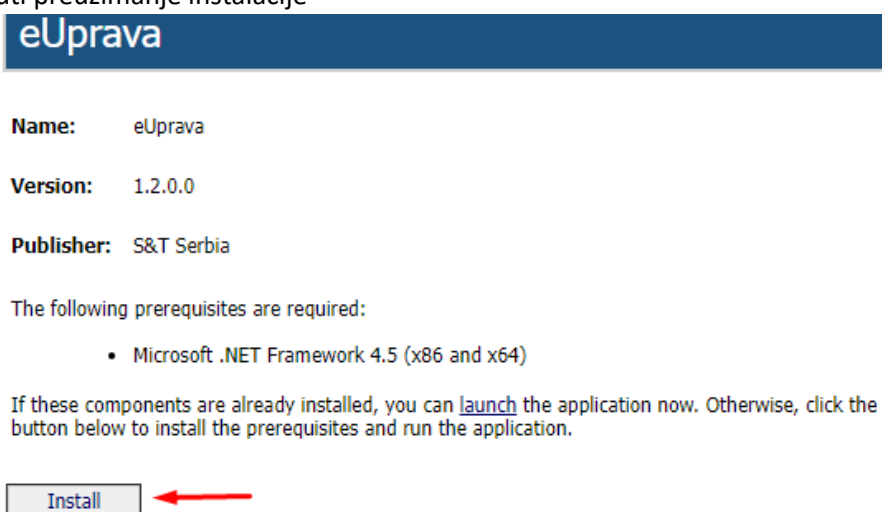 preuzimanje instalacije
eUprava
Name: eUprava
Version: 1.2.0.0
Publisher: S&T Serbia
The following prerequisites are required:
• Microsoft .NET Framework 4.5 (x86 and x64)
If these components are already installed, you can launch the application now. Otherwise, click the
button below to install the prerequisites and run the application.
Install